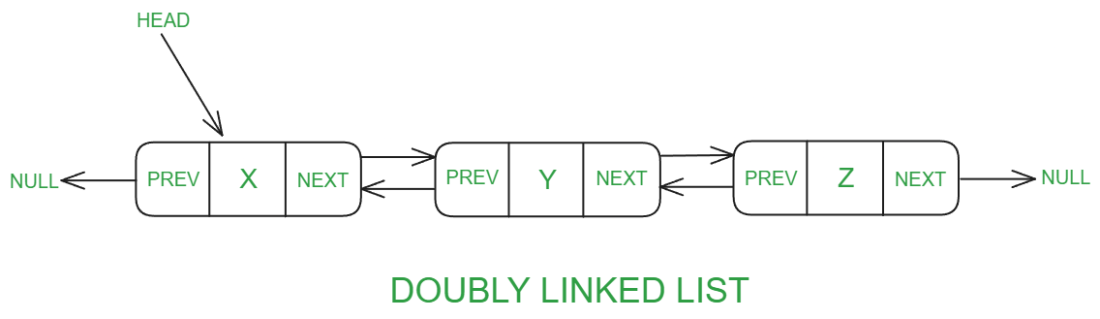 HEAD
NULL PREV X NEXT PREV Y NEXT PREV Z NEXT NULL
DOUBLY LINKED LIST